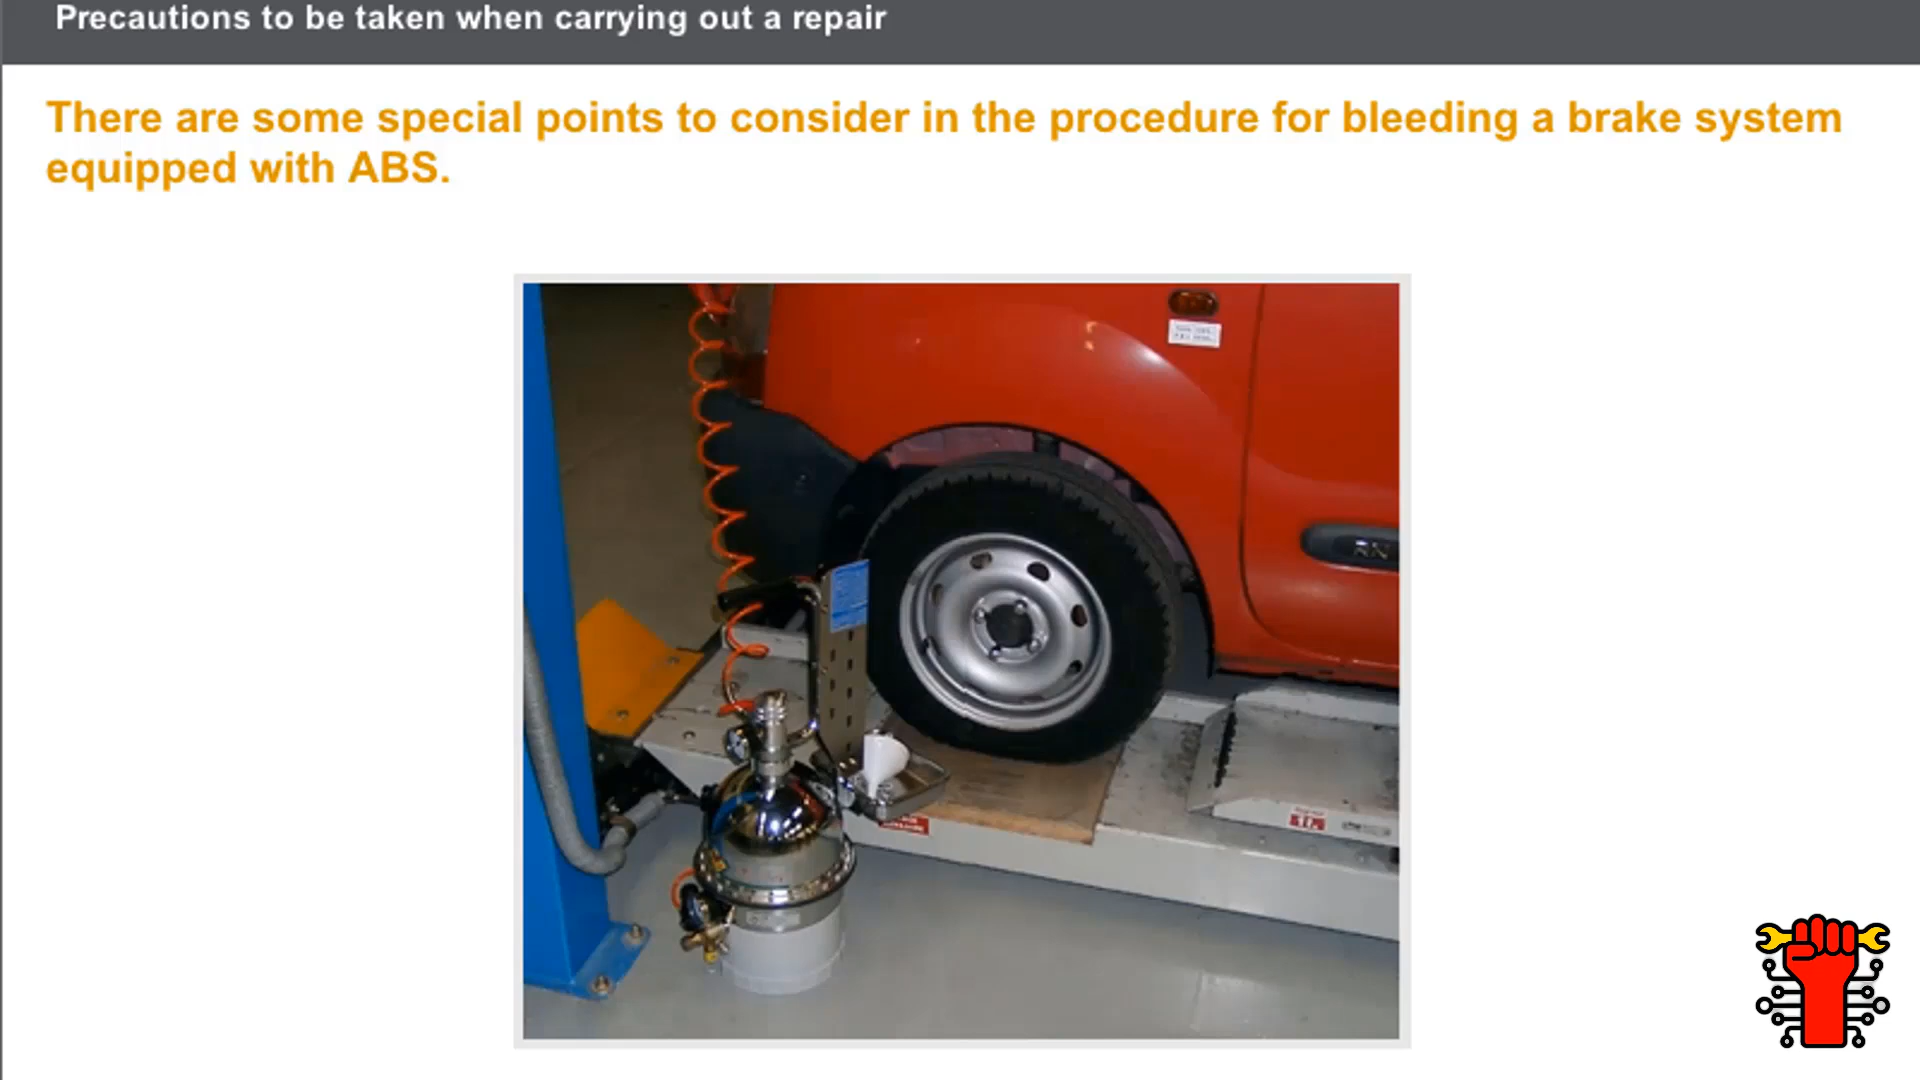 Precautions to be taken when carrying out a repair
There are some special points to consider in the procedure for bleeding a brake system
equipped with ABS.